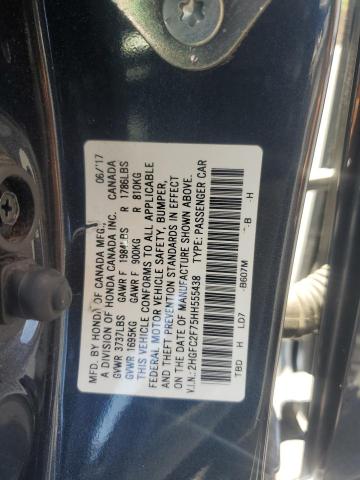 MFD. BY HONDA OF CANADA MFG., 06/'17
A DIVISION OF HONDA CANADA INC. CANADA
GVWR 3737LBS GAWR F 1984LBS R 1786LBS
GVWR 1695KG GAWR F 900KG R 810KG
THIS VEHICLE CONFORMS TO ALL APPLICABLE
FEDERAL MOTOR VEHICLE SAFETY, BUMPER,
AND THEFT PREVENTION STANDARDS IN EFFECT
ON THE DATE OF MANUFACTURE SHOWN ABOVE.
V.I.N.: 2HGFC2F75HH555438 TYPE: PASSENGER CAR
TBD H LD7 -B607M -B -H